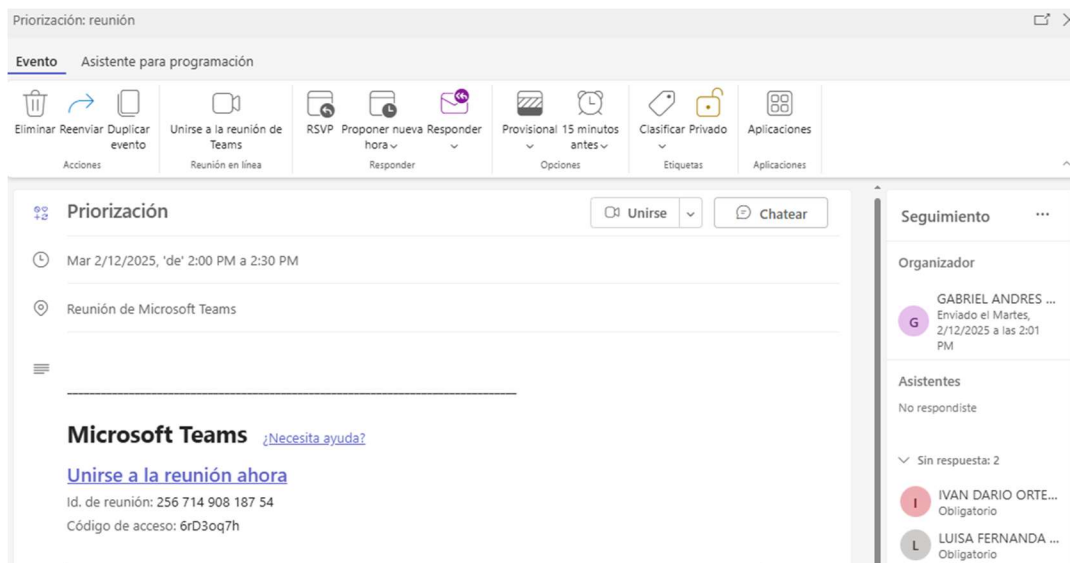 Priorización: reunión
Evento Asistente para programación
Eliminar Reenviar Duplicar evento
Acciones
Unirse a la reunión de Teams
Reunión en línea
RSVP Proponer nueva hora Responder
Responder
Provisional 15 minutos antes
Opciones
Clasificar Privado
Etiquetas
Aplicaciones
Aplicaciones
Priorización
Unirse
Chatear
Mar 2/12/2025, 'de' 2:00 PM a 2:30 PM
Reunión de Microsoft Teams
Microsoft Teams ¿Necesita ayuda?
Unirse a la reunión ahora
Id. de reunión: 256 714 908 187 54
Código de acceso: 6rD3oq7h
Seguimiento ...
Organizador
G
GABRIEL ANDRES ...
Enviado el Martes,
2/12/2025 a las 2:01
PM
Asistentes
No respondiste
Sin respuesta: 2
I
IVAN DARIO ORTE...
Obligatorio
L
LUISA FERNANDA ...
Obligatorio